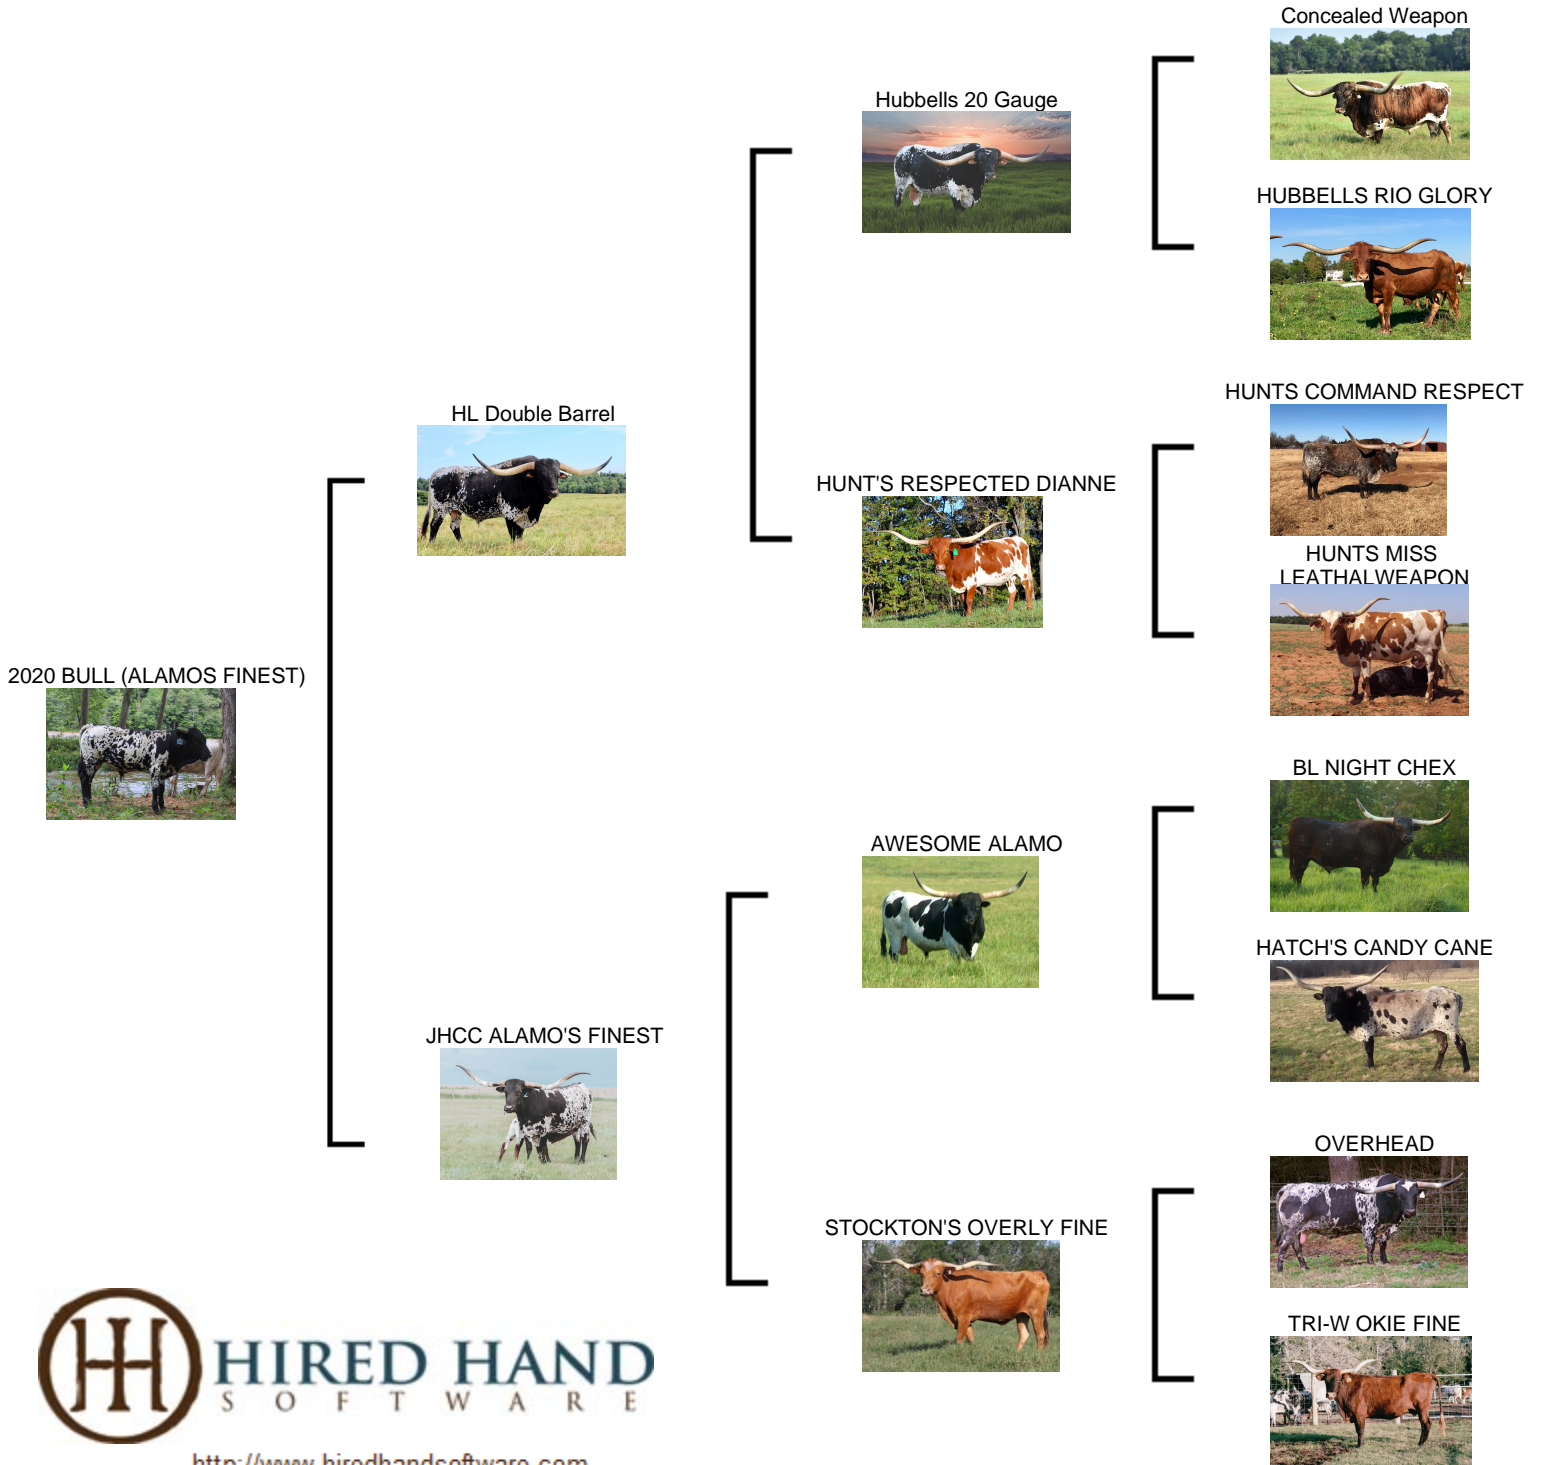 Concealed Weapon
Hubbells 20 Gauge
HUBBELLS RIO GLORY
HUNTS COMMAND RESPECT
HL Double Barrel
HUNT'S RESPECTED DIANNE
HUNTS MISS
LEATHALWEAPON
2020 BULL (ALAMOS FINEST)
BL NIGHT CHEX
AWESOME ALAMO
HATCH'S CANDY CANE
JHCC ALAMO'S FINEST
OVERHEAD
STOCKTON'S OVERLY FINE
TRI-W OKIE FINE
HIRED HAND
SOFTWARE
http://www.hiredhandsoftware.com